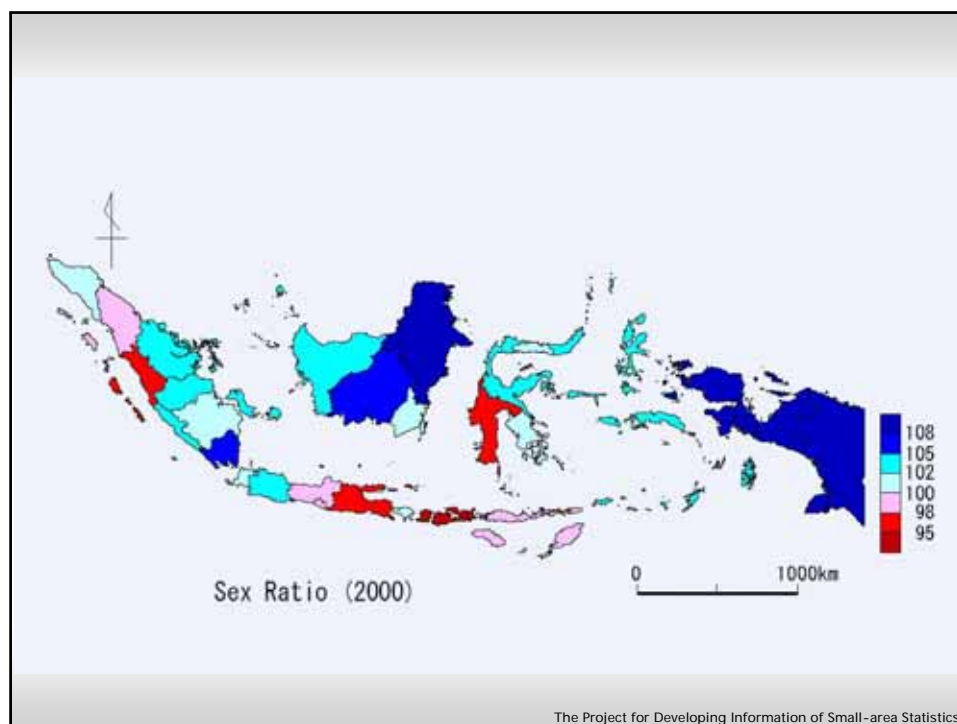 108
105
102
100
98
95
0 1000km
Sex Ratio (2000)
The Project for Developing Information of Small-area Statistics